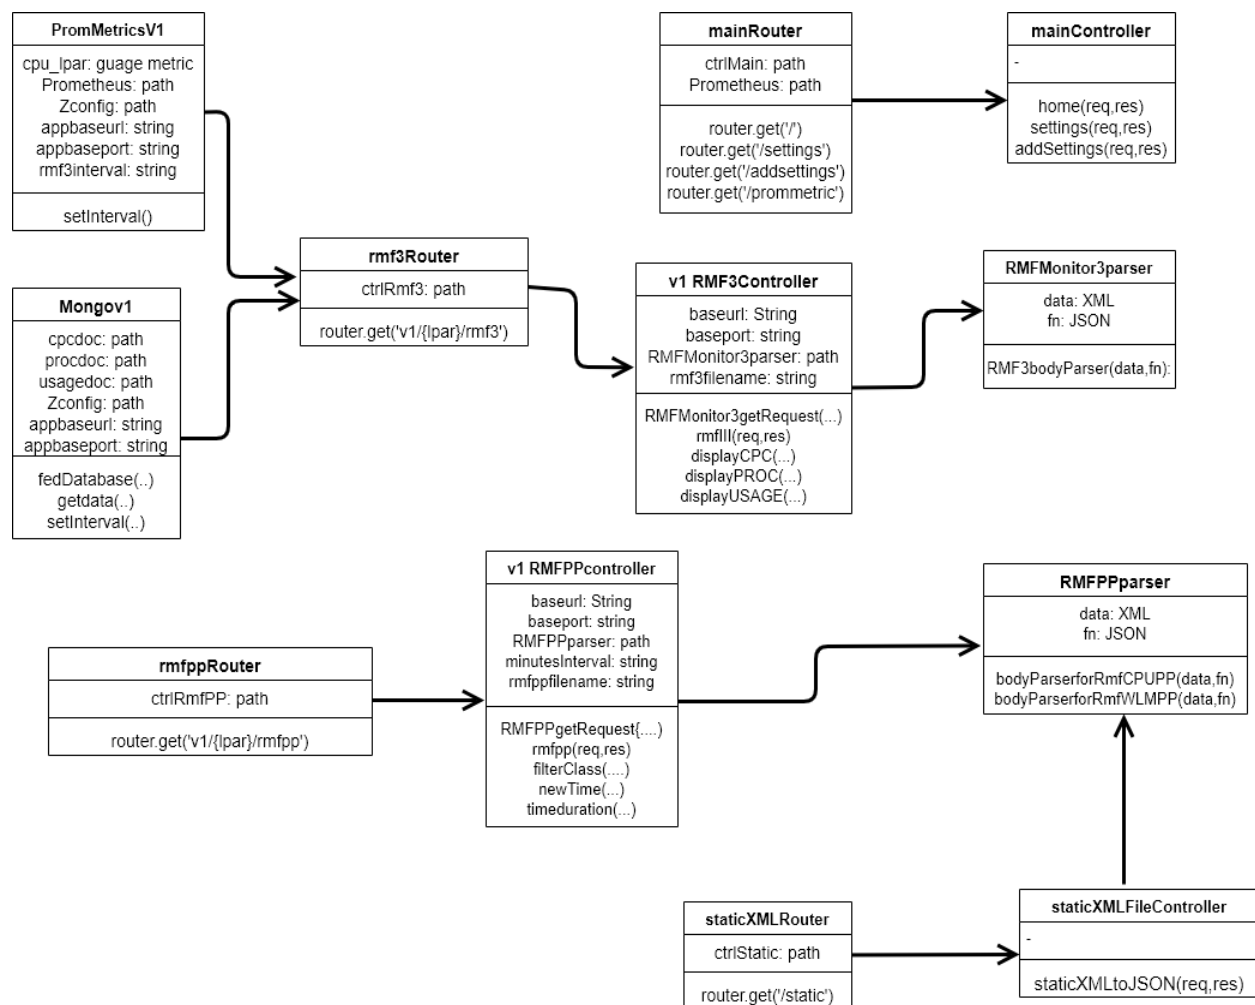 PromMetricsV1
cpu_lpar: guage metric
Prometheus: path
Zconfig: path
appbaseurl: string
appbaseport: string
rmf3interval: string
setInterval()
mainRouter
ctrlMain: path
Prometheus: path
router.get('/')
router.get('/settings')
router.get('/addsettings')
router.get('/prommetric')
mainController
-
home(req,res)
settings(req,res)
addSettings(req,res)
Mongov1
cpcdoc: path
procdoc: path
usagedoc: path
Zconfig: path
appbaseurl: string
appbaseport: string
fedDatabase(..)
getdata(..)
setInterval(..)
rmf3Router
ctrlRmf3: path
router.get('v1/{lpar}/rmf3')
v1 RMF3Controller
baseurl: String
baseport: string
RMFMonitor3parser: path
rmf3filename: string
RMFMonitor3getRequest(...)
rmfIII(req,res)
displayCPC(...)
displayPROC(...)
displayUSAGE(...)
RMFMonitor3parser
data: XML
fn: JSON
RMF3bodyParser(data,fn):
rmfppRouter
ctrlRmfPP: path
router.get('v1/{lpar}/rmfpp')
v1 RMFPPcontroller
baseurl: String
baseport: string
RMFPPparser: path
minutesInterval: string
rmfppfilename: string
RMFPPgetRequest{....)
rmfpp(req,res)
filterClass(....)
newTime(...)
timeduration(...)
RMFPPparser
data: XML
fn: JSON
bodyParserforRmfCPUPP(data,fn)
bodyParserforRmfWLMPP(data,fn)
staticXMLRouter
ctrlStatic: path
router.get('/static')
staticXMLFileController
-
staticXMLtoJSON(req,res)